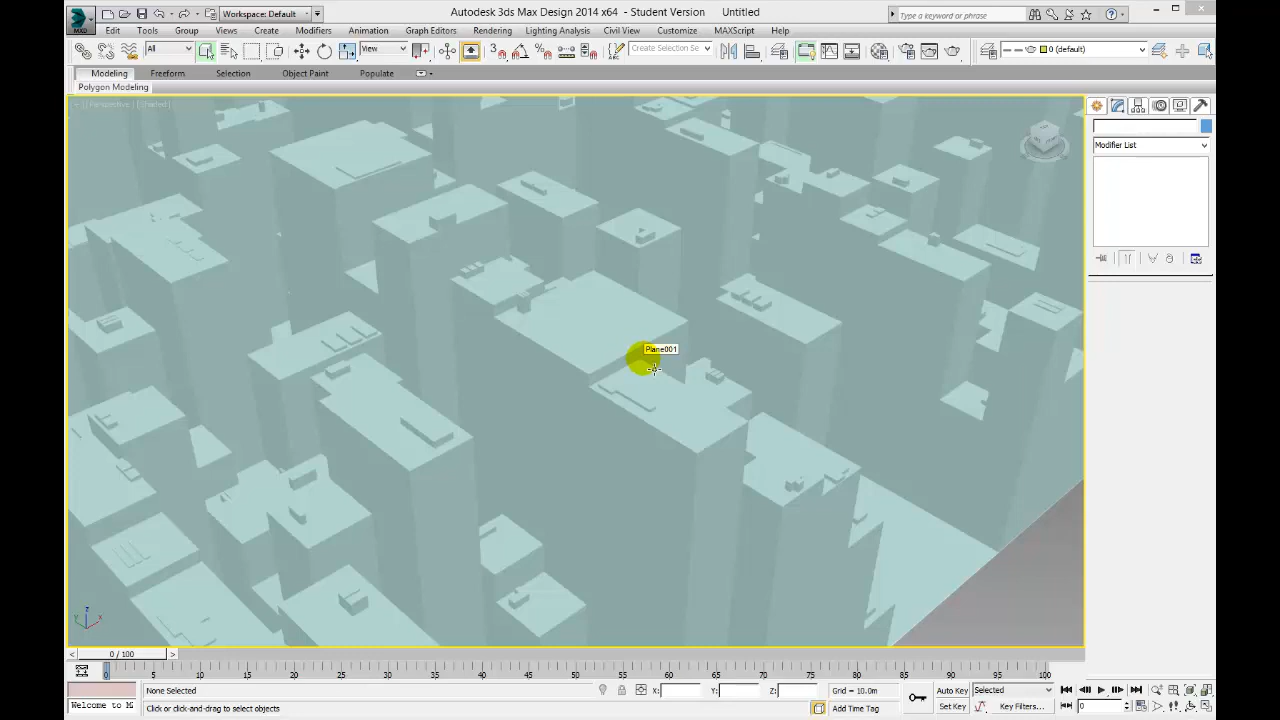 Workspace: Default
Autodesk 3ds Max Design 2014 x64 - Student Version Untitled
Type a keyword or phrase
MXD
Edit Tools Group Views Create Modifiers Animation Graph Editors Rendering Lighting Analysis Civil View Customize MAXScript Help
All
View
Create Selection Se
0 (default)
Modeling Freeform Selection Object Paint Populate
Polygon Modeling
Modifier List
Plane001
0 / 100
0 5 10 15 20 25 30 35 40 45 50 55 60 65 70 75 80 85 90 95 100
None Selected X: Y: Z: Grid = 10.0m Auto Key Selected
Welcome to M Click or click-and-drag to select objects Add Time Tag Set Key Key Filters... 0